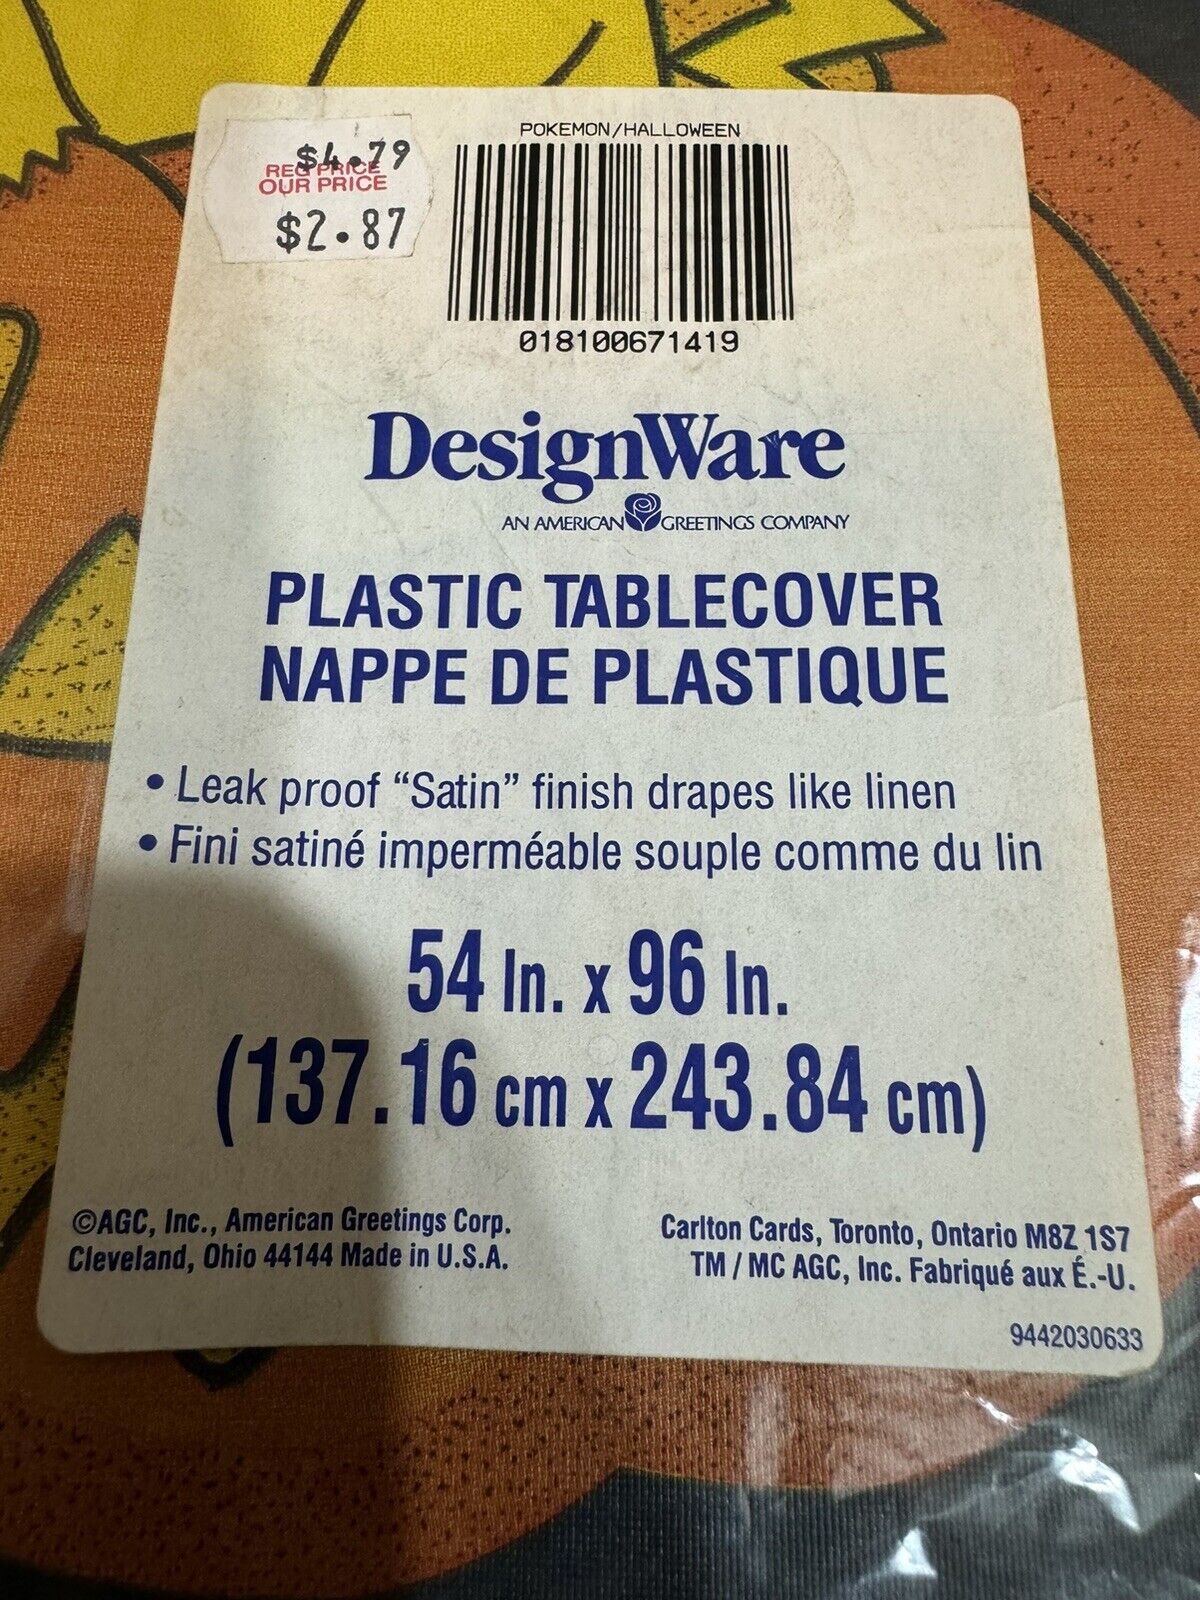 POKEMON/HALLOWEEN
$4.79
REG PRICE
OUR PRICE
$2.87
018100671419
DesignWare
AN AMERICAN GREETINGS COMPANY
PLASTIC TABLECOVER
NAPPE DE PLASTIQUE
• Leak proof “Satin” finish drapes like linen
• Fini satiné imperméable souple comme du lin
54 In. x 96 In.
(137.16 cm x 243.84 cm)
©AGC, Inc., American Greetings Corp.
Cleveland, Ohio 44144 Made in U.S.A.
Carlton Cards, Toronto, Ontario M8Z 1S7
TM / MC AGC, Inc. Fabriqué aux É.-U.
9442030633